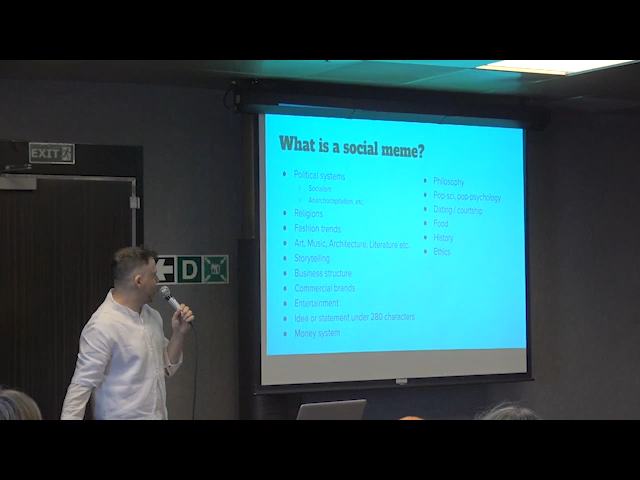 EXIT
D
What is a social meme?
Political systems
Socialism
Anarchocapitalism, etc.
Religions
Fashion trends
Art, Music, Architecture, Literature etc.
Storytelling
Business structure
Commercial brands
Entertainment
Idea or statement under 280 characters
Money system
Philosophy
Pop-sci, pop-psychology
Dating / courtship
Food
History
Ethics